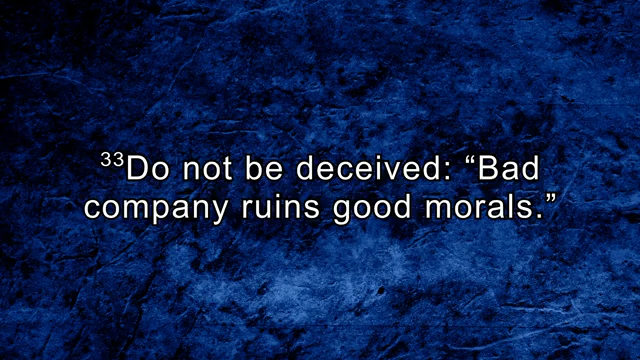 ³³Do not be deceived: “Bad
company ruins good morals.”